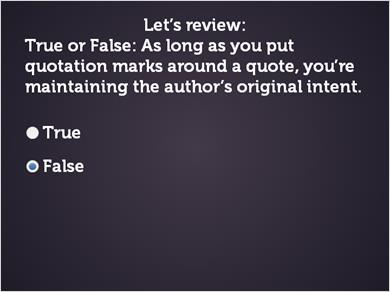 Let's review:
True or False: As long as you put
quotation marks around a quote, you're
maintaining the author's original intent.
True
False